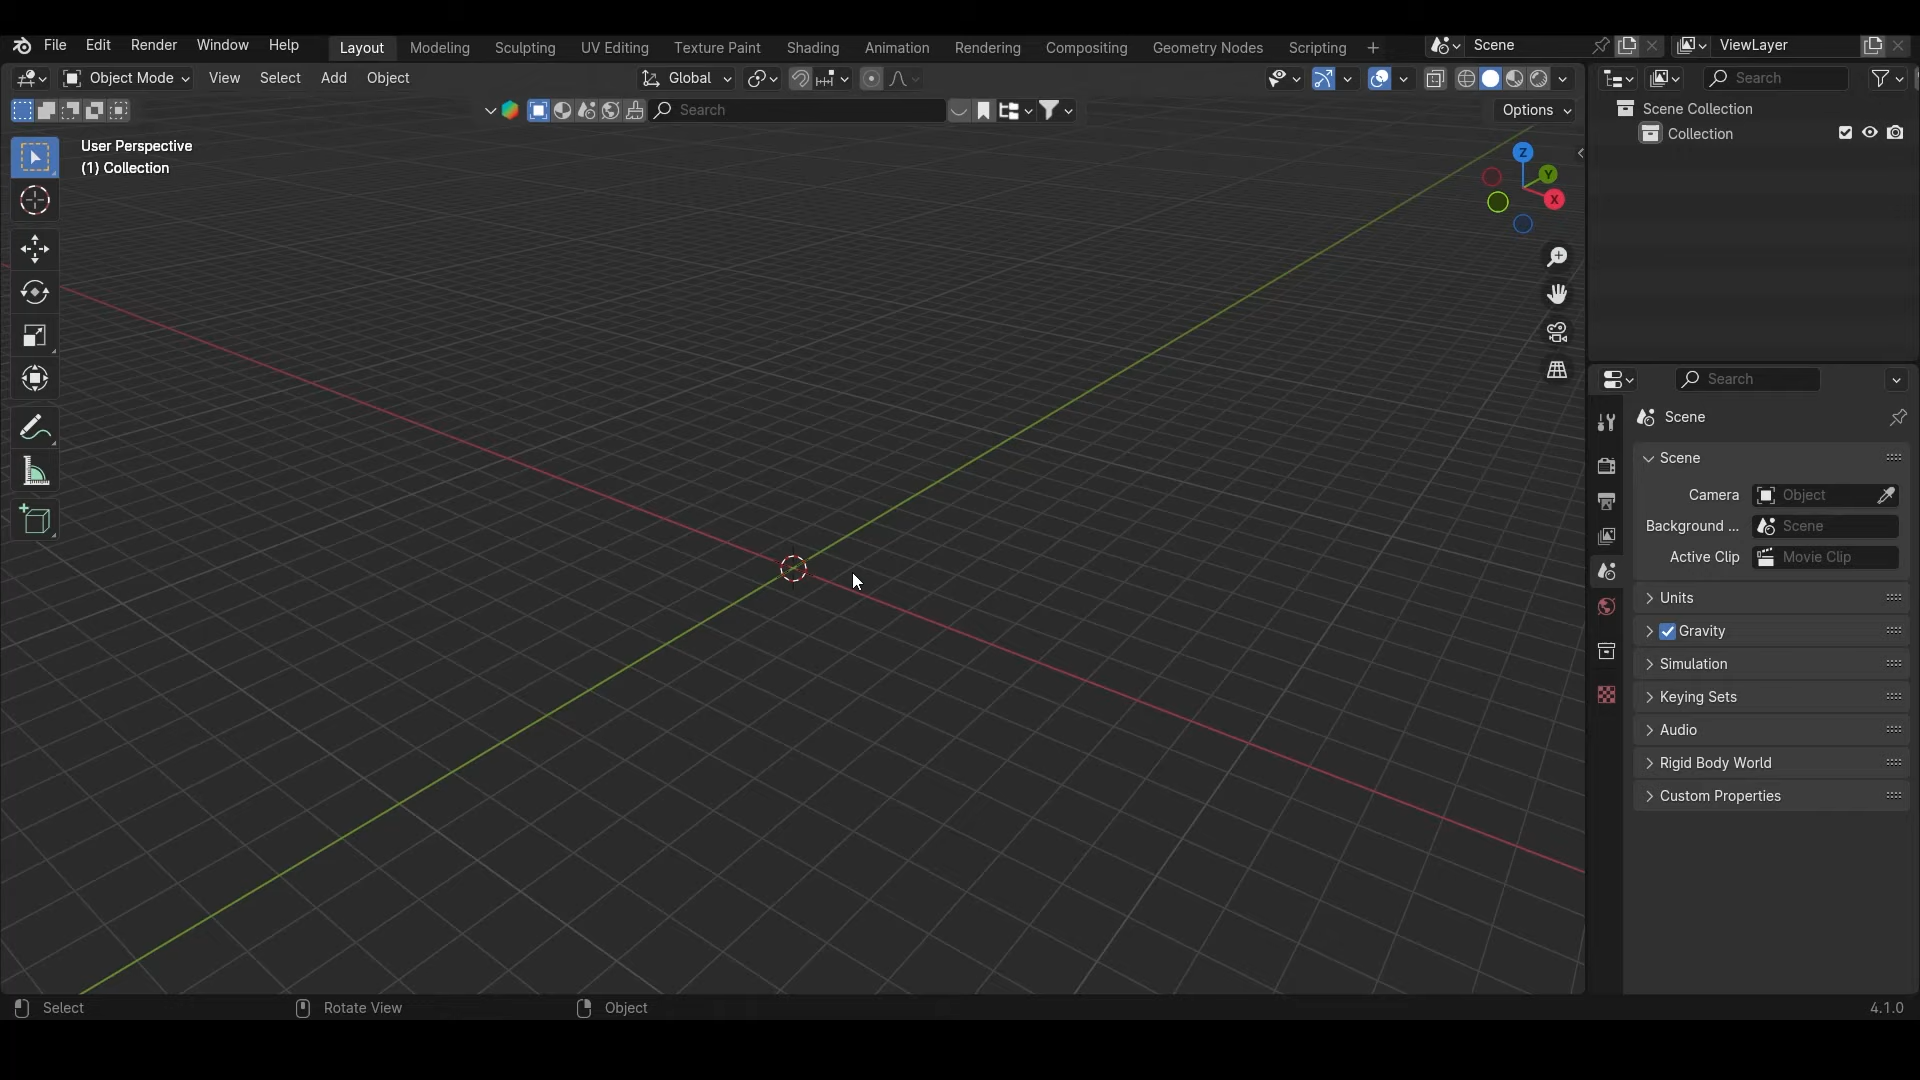 File Edit Render Window Help Layout Modeling Sculpting UV Editing Texture Paint Shading Animation Rendering Compositing Geometry Nodes Scripting + Scene ViewLayer
Object Mode View Select Add Object Global Search
Search Options
User Perspective
(1) Collection
Z
Y
X
Scene Collection
Collection
Search
Scene
Scene
Camera Object
Background ... Scene
Active Clip Movie Clip
Units
Gravity
Simulation
Keying Sets
Audio
Rigid Body World
Custom Properties
Select Rotate View Object 4.1.0